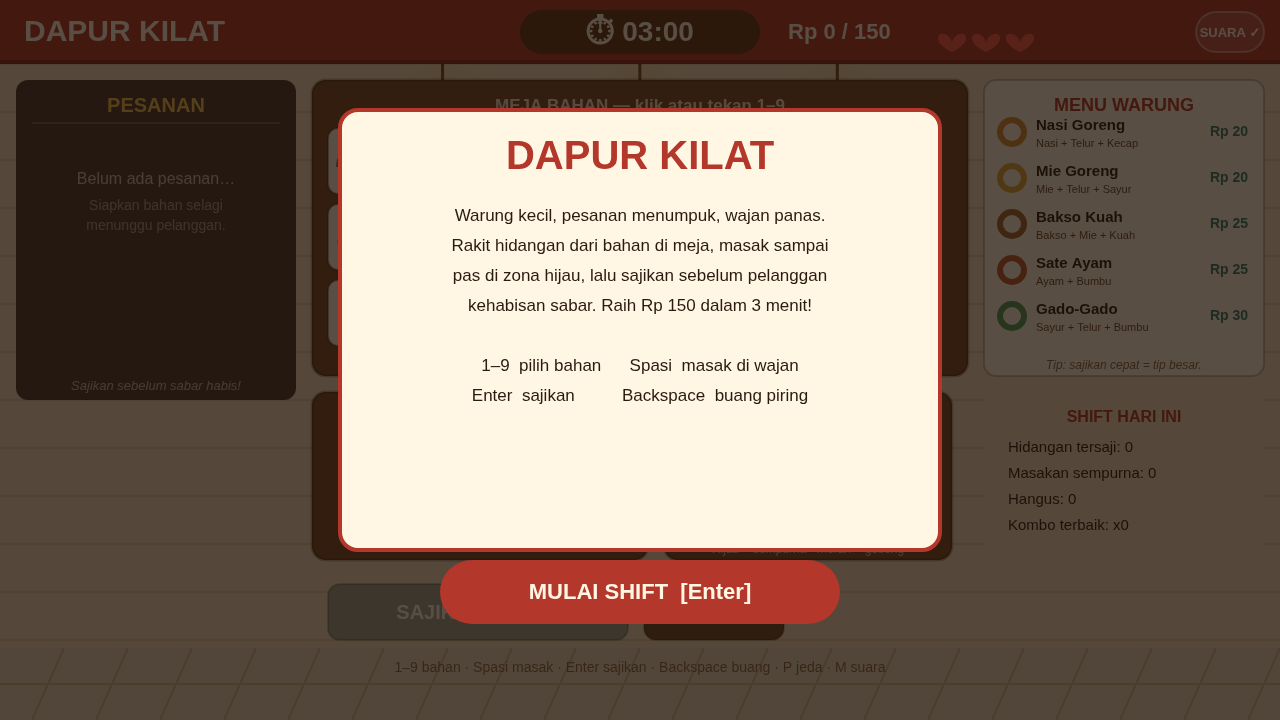 DAPUR KILAT
03:00
Rp 0 / 150
SUARA ✓
PESANAN
Belum ada pesanan…
Siapkan bahan selagi
menunggu pelanggan.
Sajikan sebelum sabar habis!
MEJA BAHAN — klik atau tekan 1–9
DAPUR KILAT
Warung kecil, pesanan menumpuk, wajan panas.
Rakit hidangan dari bahan di meja, masak sampai
pas di zona hijau, lalu sajikan sebelum pelanggan
kehabisan sabar. Raih Rp 150 dalam 3 menit!
1–9 pilih bahan Spasi masak di wajan
Enter sajikan Backspace buang piring
MULAI SHIFT [Enter]
MENU WARUNG
Nasi Goreng Rp 20
Nasi + Telur + Kecap
Mie Goreng Rp 20
Mie + Telur + Sayur
Bakso Kuah Rp 25
Bakso + Mie + Kuah
Sate Ayam Rp 25
Ayam + Bumbu
Gado-Gado Rp 30
Sayur + Telur + Bumbu
Tip: sajikan cepat = tip besar.
SHIFT HARI INI
Hidangan tersaji: 0
Masakan sempurna: 0
Hangus: 0
Kombo terbaik: x0
1–9 bahan · Spasi masak · Enter sajikan · Backspace buang · P jeda · M suara